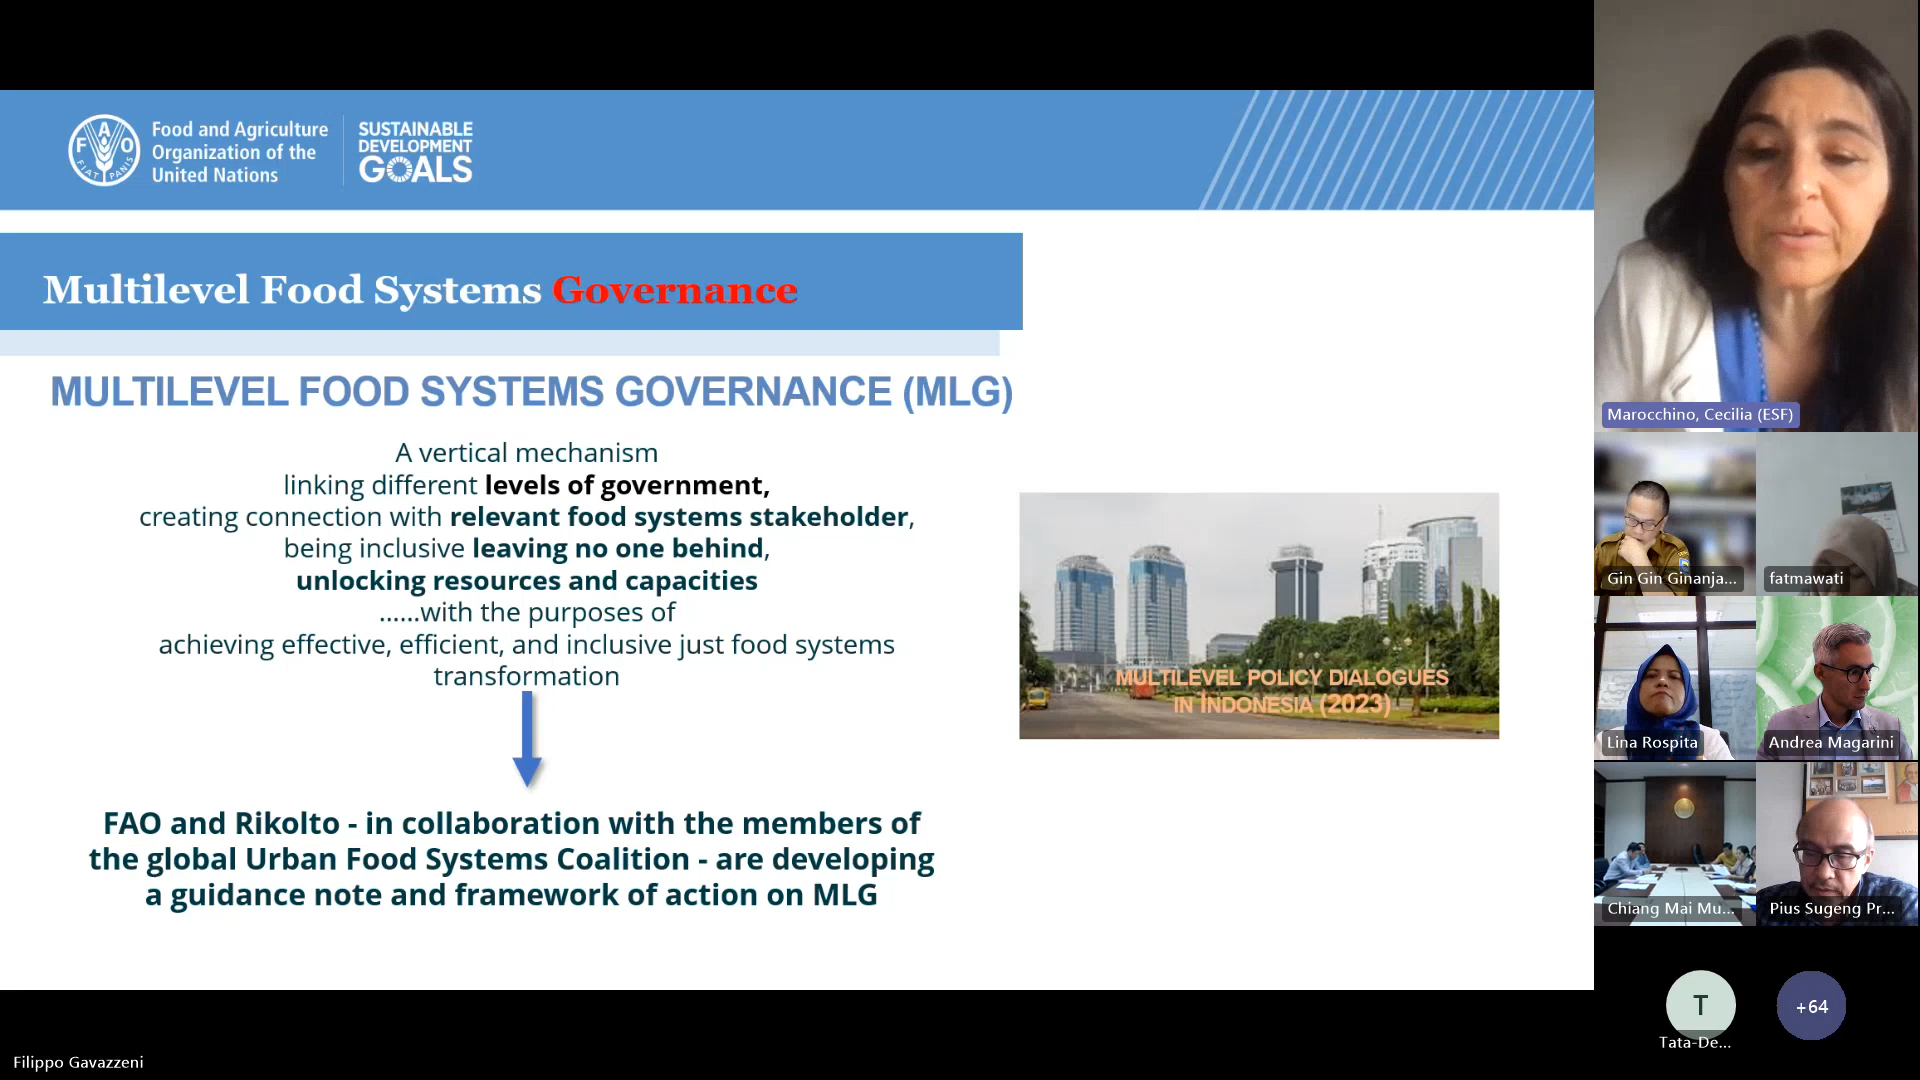 FAO
FIAT PANIS
Food and Agriculture
Organization of the
United Nations
SUSTAINABLE
DEVELOPMENT
GOALS
Multilevel Food Systems Governance
MULTILEVEL FOOD SYSTEMS GOVERNANCE (MLG)
A vertical mechanism
linking different levels of government,
creating connection with relevant food systems stakeholder,
being inclusive leaving no one behind,
unlocking resources and capacities
......with the purposes of
achieving effective, efficient, and inclusive just food systems
transformation
FAO and Rikolto - in collaboration with the members of
the global Urban Food Systems Coalition - are developing
a guidance note and framework of action on MLG
MULTILEVEL POLICY DIALOGUES
IN INDONESIA (2023)
Marocchino, Cecilia (ESF)
Gin Gin Ginanja...
fatmawati
Lina Rospita
Andrea Magarini
Chiang Mai Mu...
Pius Sugeng Pr...
T
Tata-De...
+64
Filippo Gavazzeni